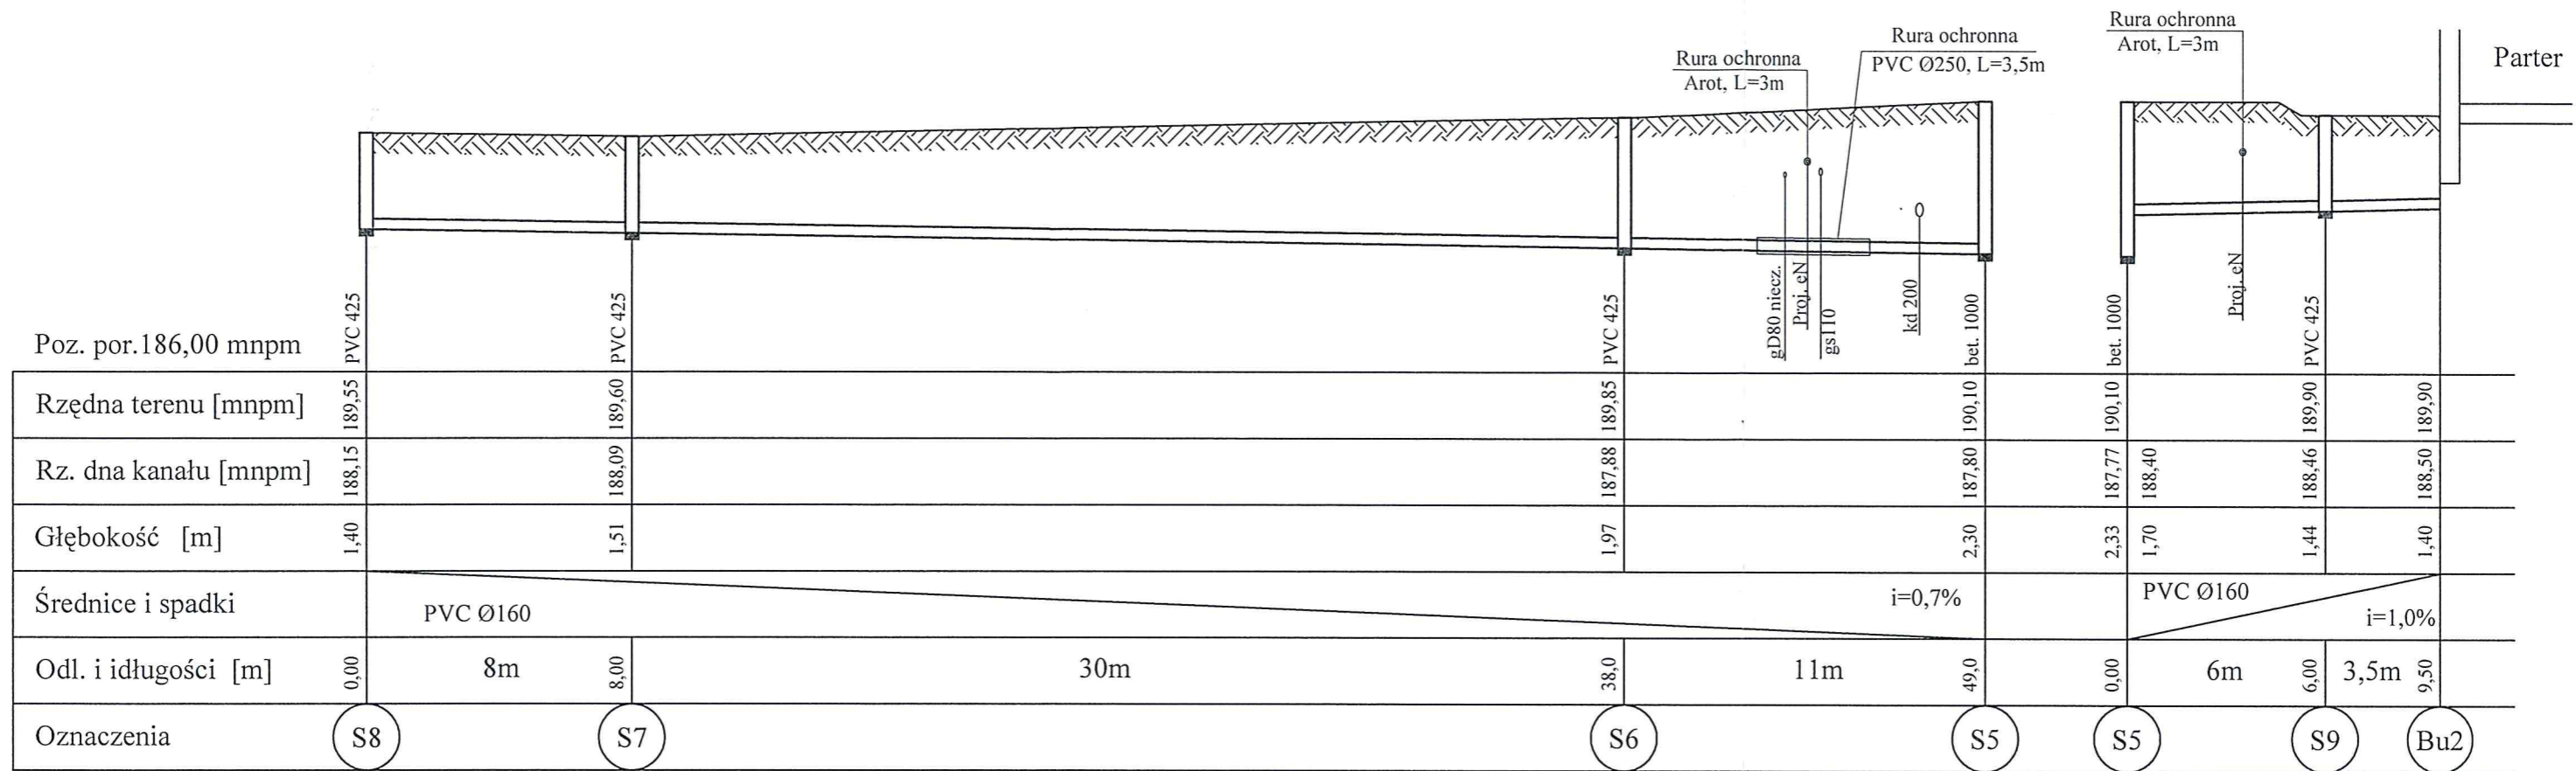 Rura ochronna
Arot, L=3m
Rura ochronna
PVC Ø250, L=3,5m
Rura ochronna
Arot, L=3m
Parter
gD80 niecz.
Proj. eN
gs110
kd 200
Proj. eN
Poz. por.186,00 mnpm
PVC 425
PVC 425
PVC 425
bet. 1000
bet. 1000
PVC 425
Rzędna terenu [mnpm] 189,55 189,60 189,85 190,10 190,10 189,90 189,90
Rz. dna kanału [mnpm] 188,15 188,09 187,88 187,80 187,77 188,40 188,46 188,50
Głębokość [m] 1,40 1,51 1,97 2,30 2,33 1,70 1,44 1,40
Średnice i spadki PVC Ø160 i=0,7% PVC Ø160 i=1,0%
Odl. i idługości [m] 0,00 8m 8,00 30m 38,0 11m 49,0 0,00 6m 6,00 3,5m 9,50
Oznaczenia S8 S7 S6 S5 S5 S9 Bu2